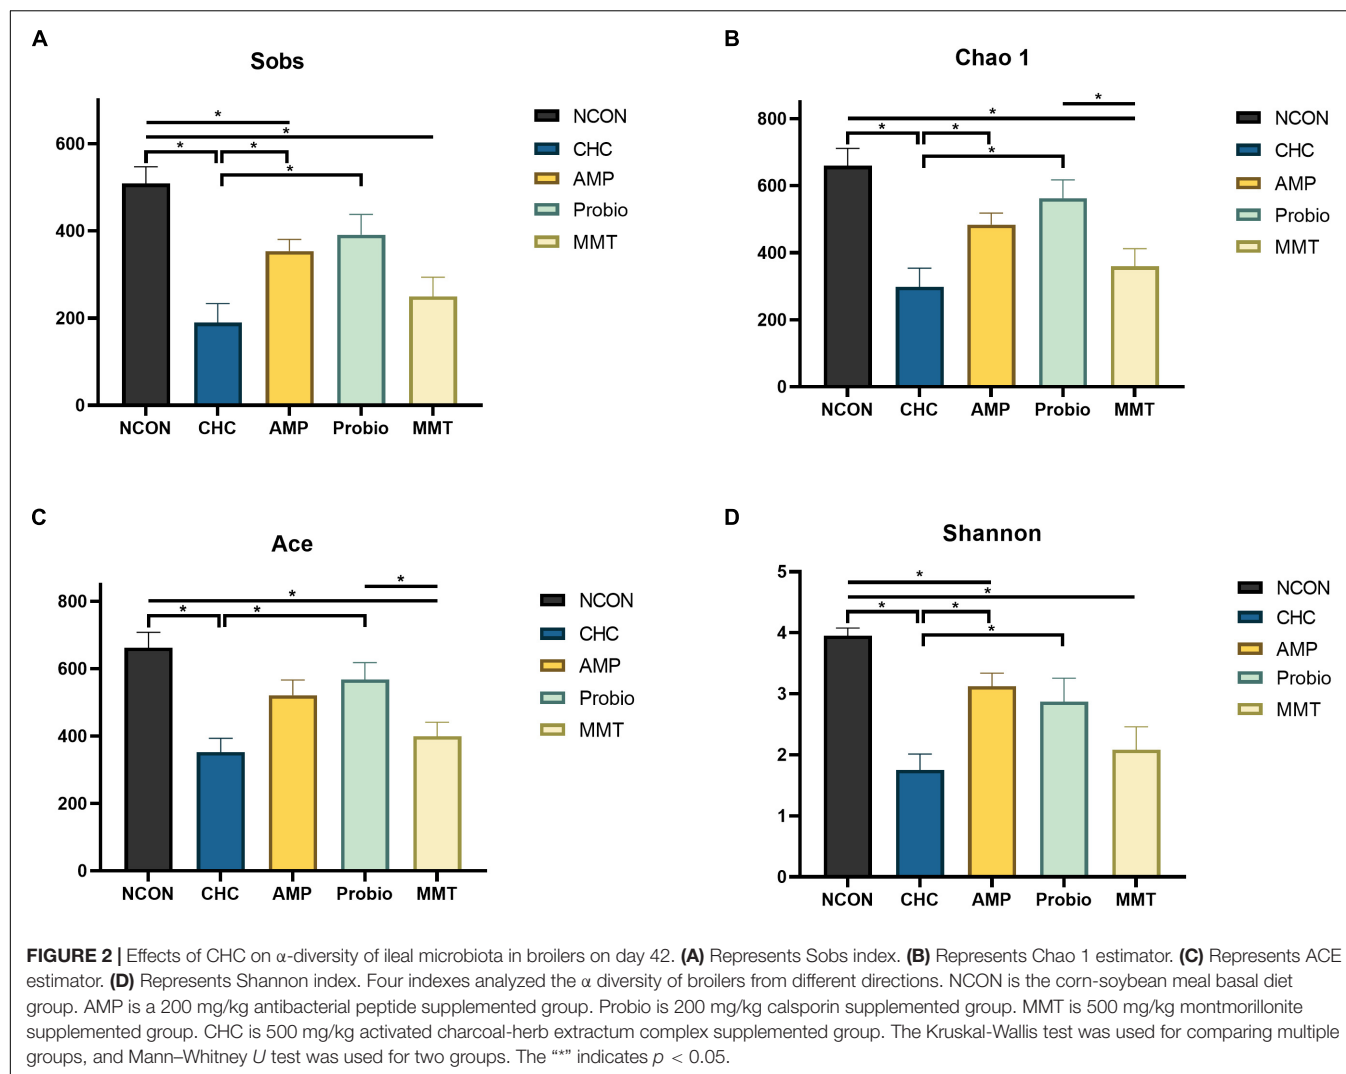 A
Sobs
600
400
200
0
*
*
*
*
*
NCON
CHC
AMP
Probio
MMT
NCON CHC AMP Probio MMT
B
Chao 1
800
600
400
200
0
*
*
*
*
*
NCON
CHC
AMP
Probio
MMT
NCON CHC AMP Probio MMT
C
Ace
800
600
400
200
0
*
*
*
*
NCON
CHC
AMP
Probio
MMT
NCON CHC AMP Probio MMT
D
Shannon
5
4
3
2
1
0
*
*
*
*
*
NCON
CHC
AMP
Probio
MMT
NCON CHC AMP Probio MMT
FIGURE 2 | Effects of CHC on α-diversity of ileal microbiota in broilers on day 42. (A) Represents Sobs index. (B) Represents Chao 1 estimator. (C) Represents ACE
estimator. (D) Represents Shannon index. Four indexes analyzed the α diversity of broilers from different directions. NCON is the corn-soybean meal basal diet
group. AMP is a 200 mg/kg antibacterial peptide supplemented group. Probio is 200 mg/kg calsporin supplemented group. MMT is 500 mg/kg montmorillonite
supplemented group. CHC is 500 mg/kg activated charcoal-herb extractum complex supplemented group. The Kruskal-Wallis test was used for comparing multiple
groups, and Mann–Whitney U test was used for two groups. The “*” indicates p < 0.05.